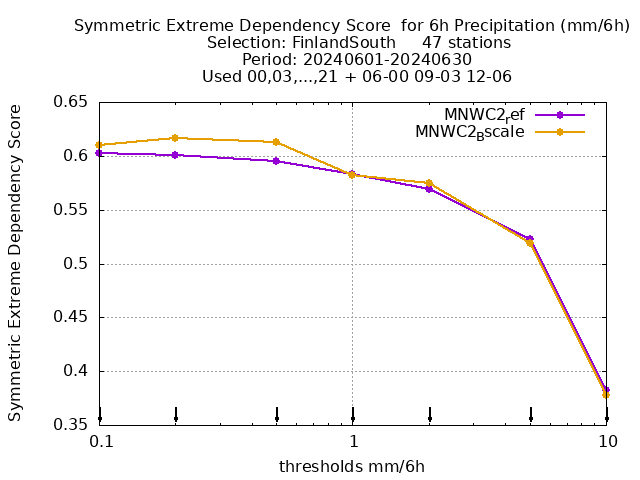 Symmetric Extreme Dependency Score  for 6h Precipitation (mm/6h)
Selection: FinlandSouth     47 stations
Period: 20240601-20240630
Used 00,03,...,21 + 06-00 09-03 12-06
MNWC2_ref
MNWC2_Bscale
0.65
0.6
0.55
0.5
0.45
0.4
0.35
Symmetric Extreme Dependency Score
0.1 1 10
thresholds mm/6h